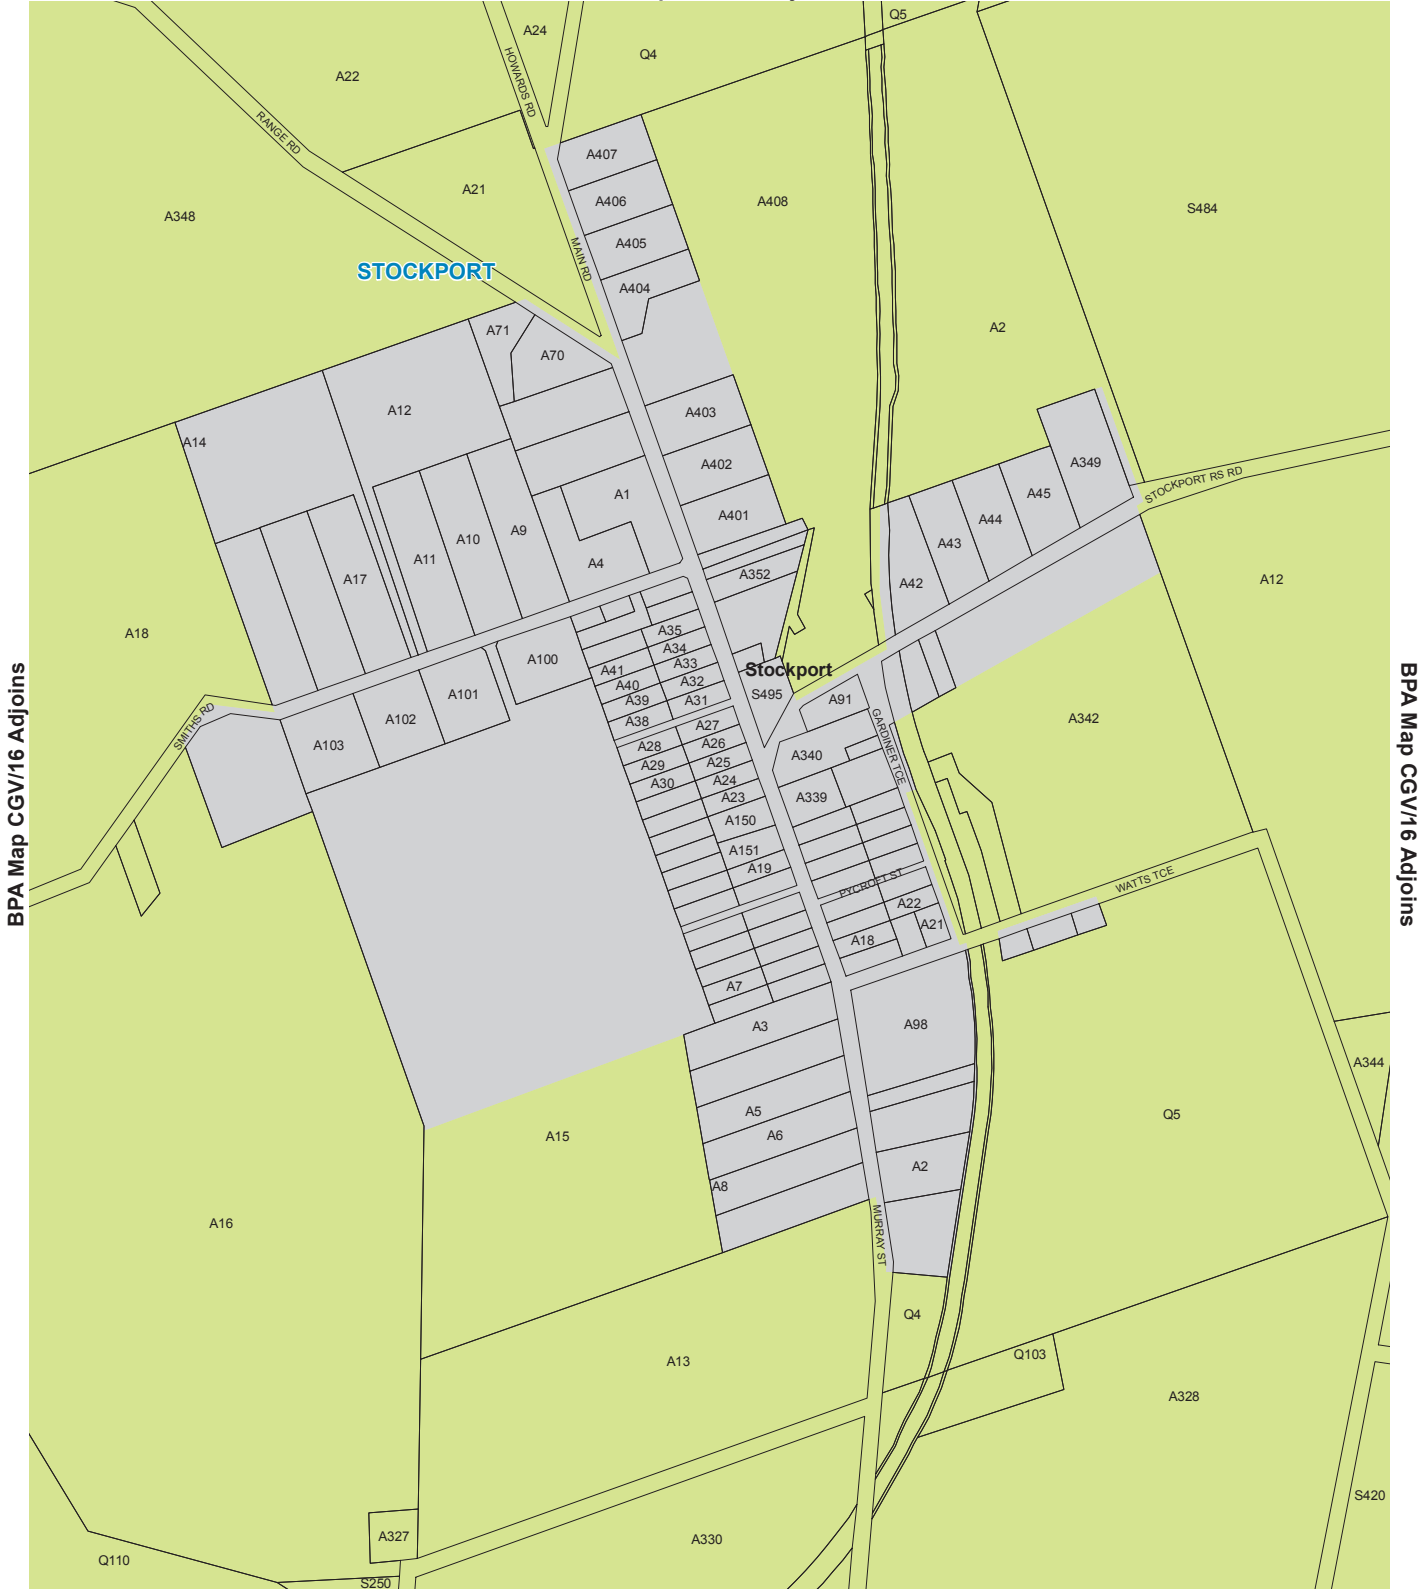 Q5
A24
Q4
A22
HOWARDS RD
RANGE RD
A407
A21
A406
A408
S484
A348
A405
MAIN RD
STOCKPORT
A404
A2
A71
A70
A12
A403
A14
A402
A349
STOCKPORT RS RD
A1
A45
A401
A44
A9
A10
A11
A43
A4
A352
A17
A42
A12
A18
A35
A34
A100
A33
A41
Stockport
A40
A32
S495
A101
A39
A31
A91
A102
A38
A27
A342
SMITHS RD
A103
A28
A26
GARDINER TCE
A340
A29
A25
A30
A24
A23
A339
A150
A151
A19
PYCROFT ST
WATTS TCE
A22
A21
A18
A7
A3
A98
A344
A5
Q5
A6
A15
A2
A8
A16
MURRAY ST
Q4
Q103
A13
A328
S420
A327
A330
Q110
S250
BPA Map CGV/16 Adjoins
BPA Map CGV/16 Adjoins